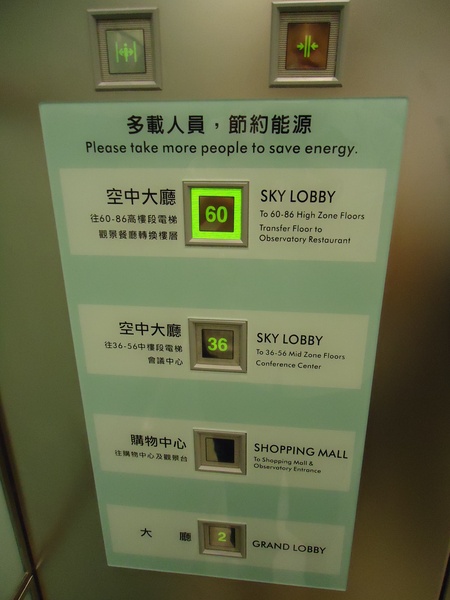 多載人員，節約能源
Please take more people to save energy.
空中大廳
往60-86高樓段電梯
觀景餐廳轉換樓層
60
SKY LOBBY
To 60-86 High Zone Floors
Transfer Floor to
Observatory Restaurant
空中大廳
往36-56中樓段電梯
會議中心
36
SKY LOBBY
To 36-56 Mid Zone Floors
Conference Center
購物中心
往購物中心及觀景台
SHOPPING MALL
To Shopping Mall &
Observatory Entrance
大 廳
2
GRAND LOBBY